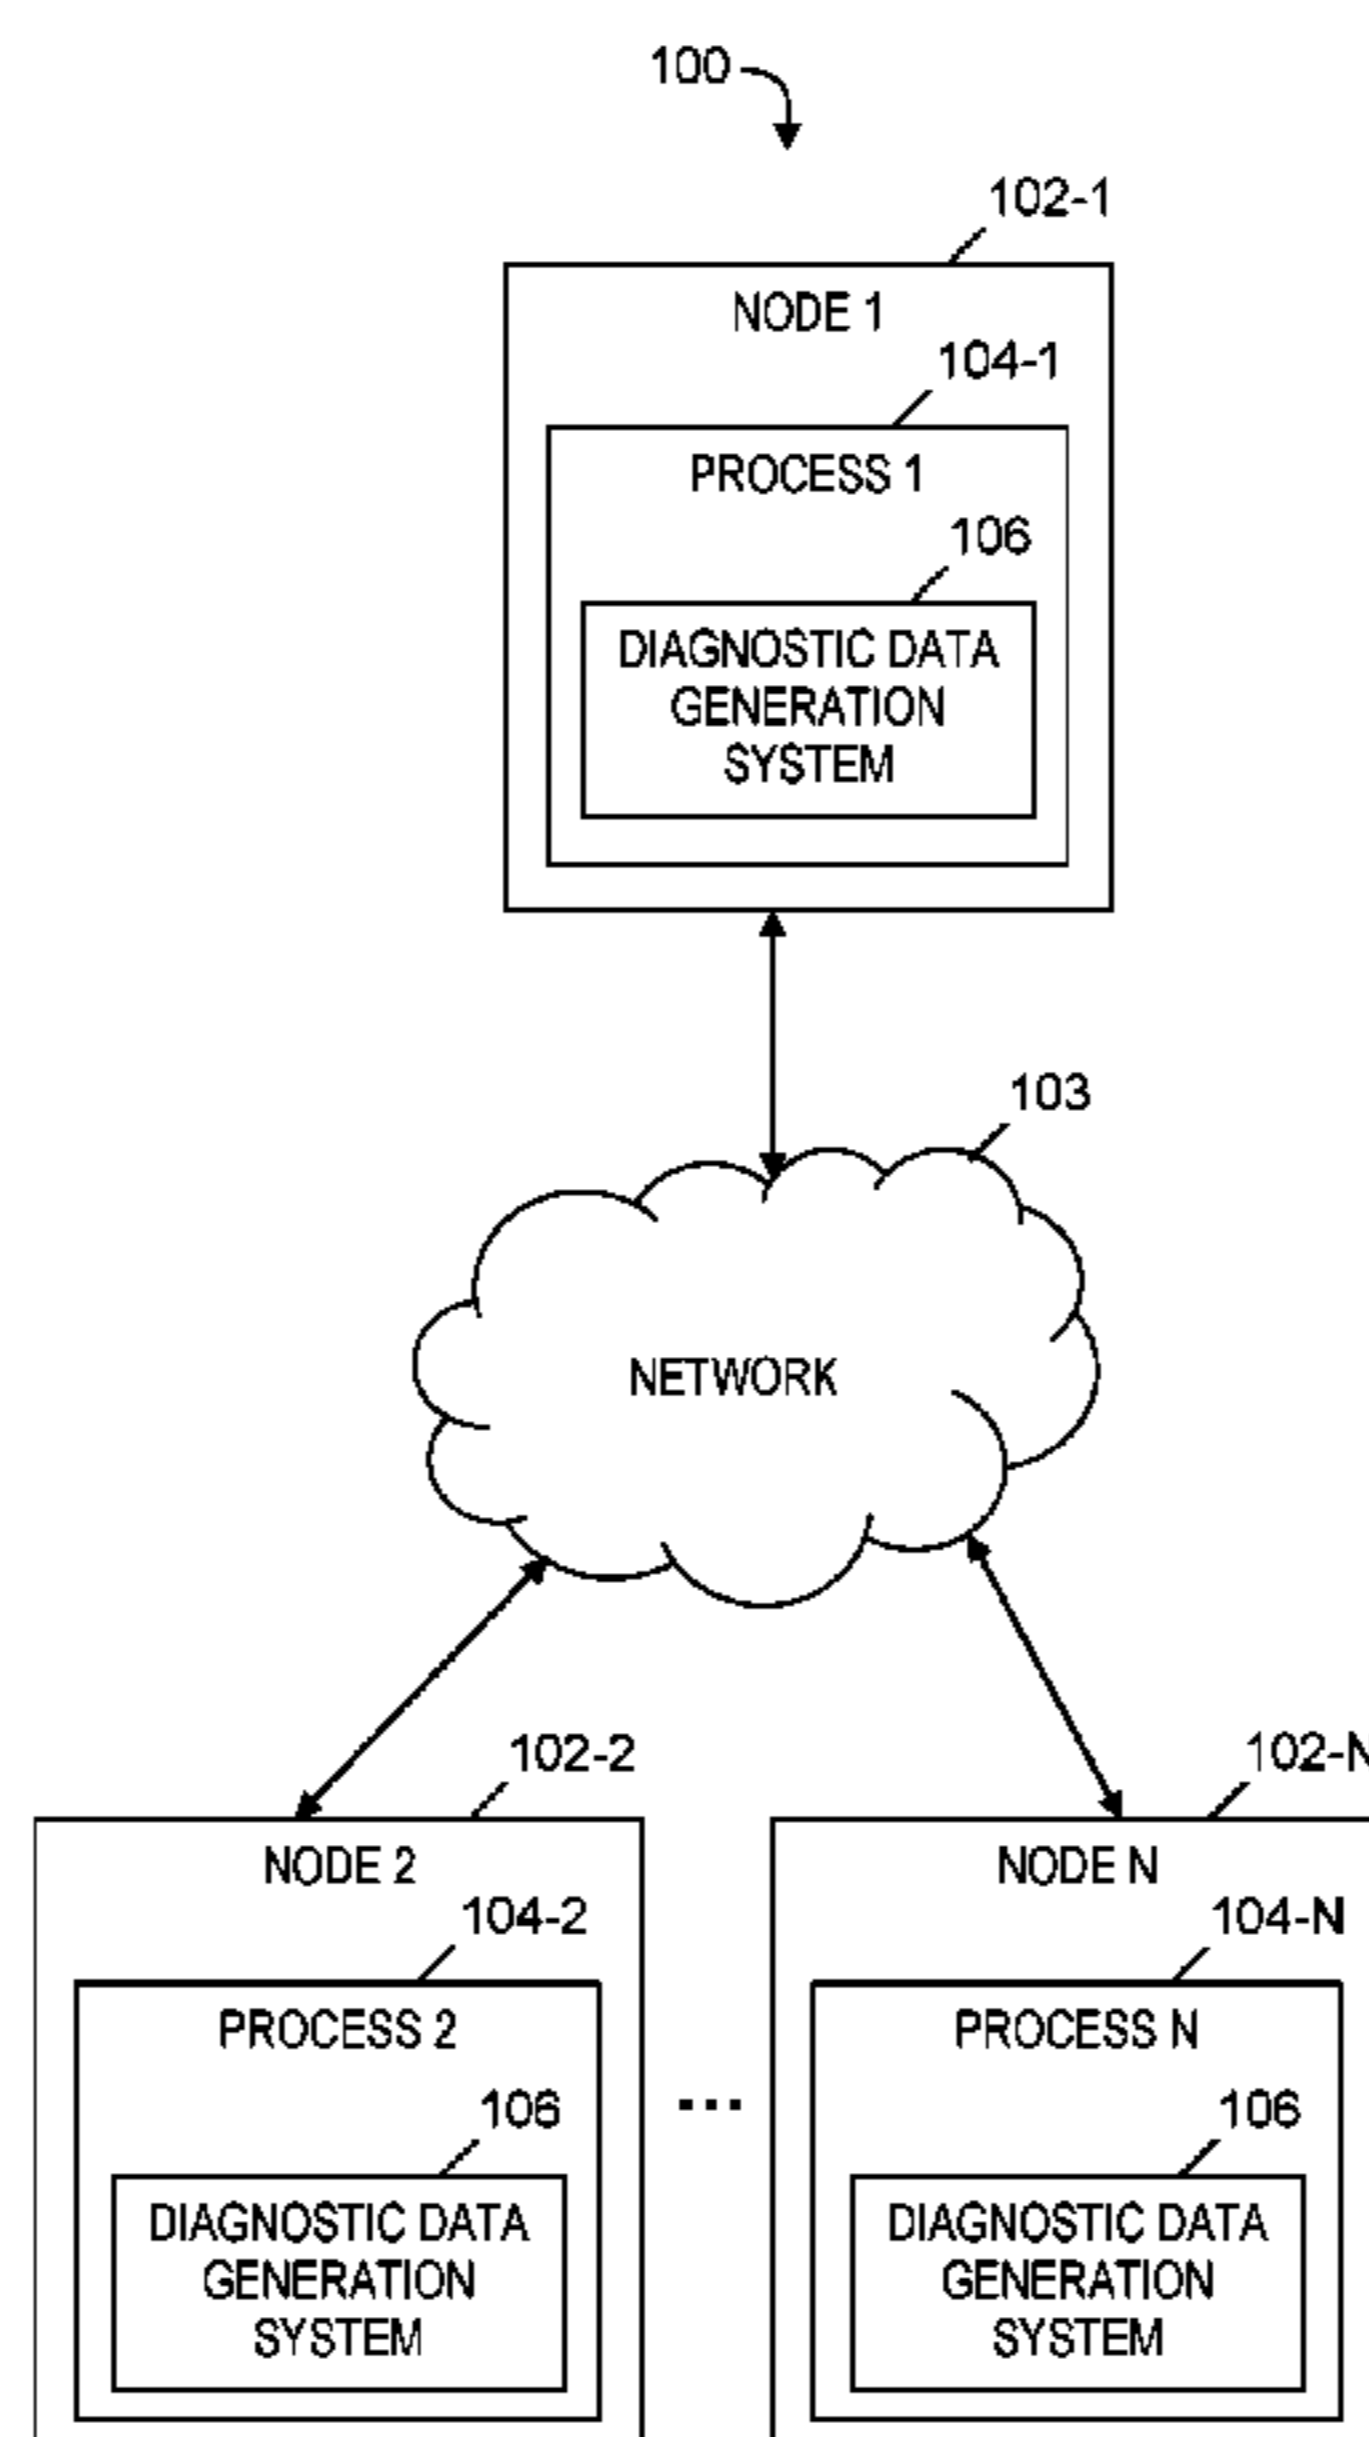 100
102-1
NODE 1
104-1
PROCESS 1
106
DIAGNOSTIC DATA
GENERATION
SYSTEM
103
NETWORK
102-2
102-N
NODE 2
NODE N
104-2
104-N
PROCESS 2
PROCESS N
106
...
106
DIAGNOSTIC DATA
GENERATION
SYSTEM
DIAGNOSTIC DATA
GENERATION
SYSTEM